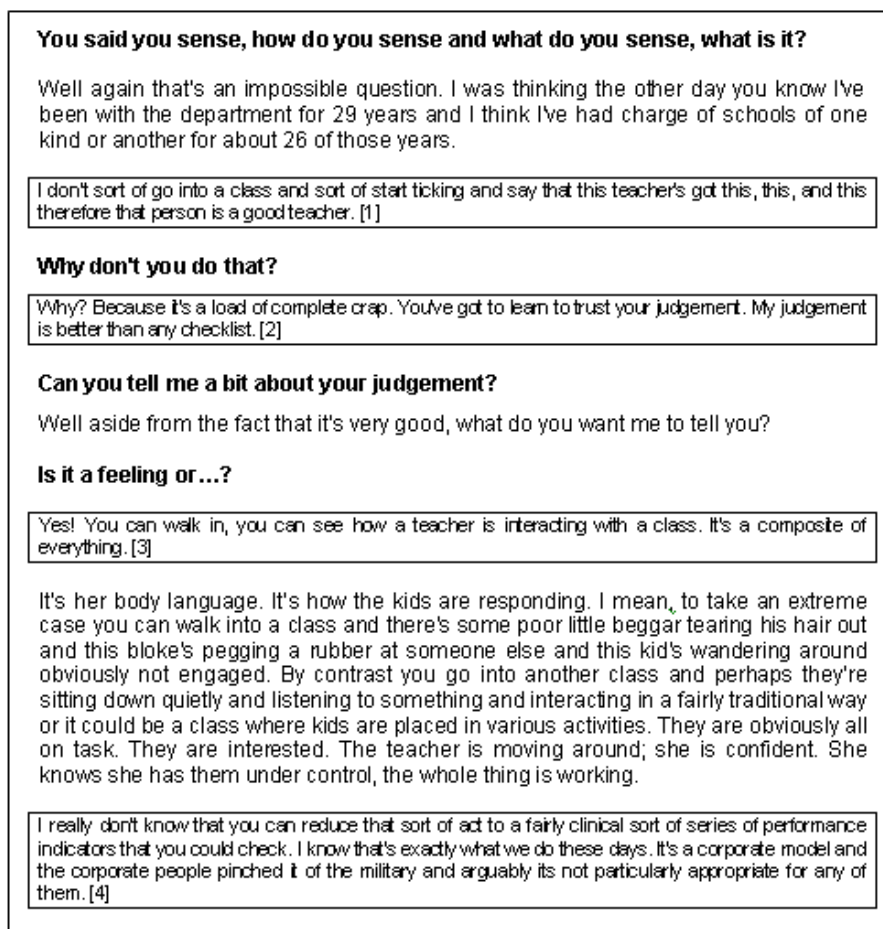 You said you sense, how do you sense and what do you sense, what is it?
Well again that's an impossible question. I was thinking the other day you know I've
been with the department for 29 years and I think I've had charge of schools of one
kind or another for about 26 of those years.
I don't sort of go into a class and sort of start ticking and say that this teacher's got this, this, and this
therefore that person is a good teacher. [1]
Why don't you do that?
Why? Because it's a load of complete crap. You've got to learn to trust your judgement. My judgement
is better than any checklist. [2]
Can you tell me a bit about your judgement?
Well aside from the fact that it's very good, what do you want me to tell you?
Is it a feeling or…?
Yes! You can walk in, you can see how a teacher is interacting with a class. It's a composite of
everything. [3]
It's her body language. It's how the kids are responding. I mean, to take an extreme
case you can walk into a class and there's some poor little beggar tearing his hair out
and this bloke's pegging a rubber at someone else and this kid's wandering around
obviously not engaged. By contrast you go into another class and perhaps they're
sitting down quietly and listening to something and interacting in a fairly traditional way
or it could be a class where kids are placed in various activities. They are obviously all
on task. They are interested. The teacher is moving around; she is confident. She
knows she has them under control, the whole thing is working.
I really don't know that you can reduce that sort of act to a fairly clinical sort of series of performance
indicators that you could check. I know that's exactly what we do these days. It's a corporate model and
the corporate people pinched it of the military and arguably its not particularly appropriate for any of
them. [4]